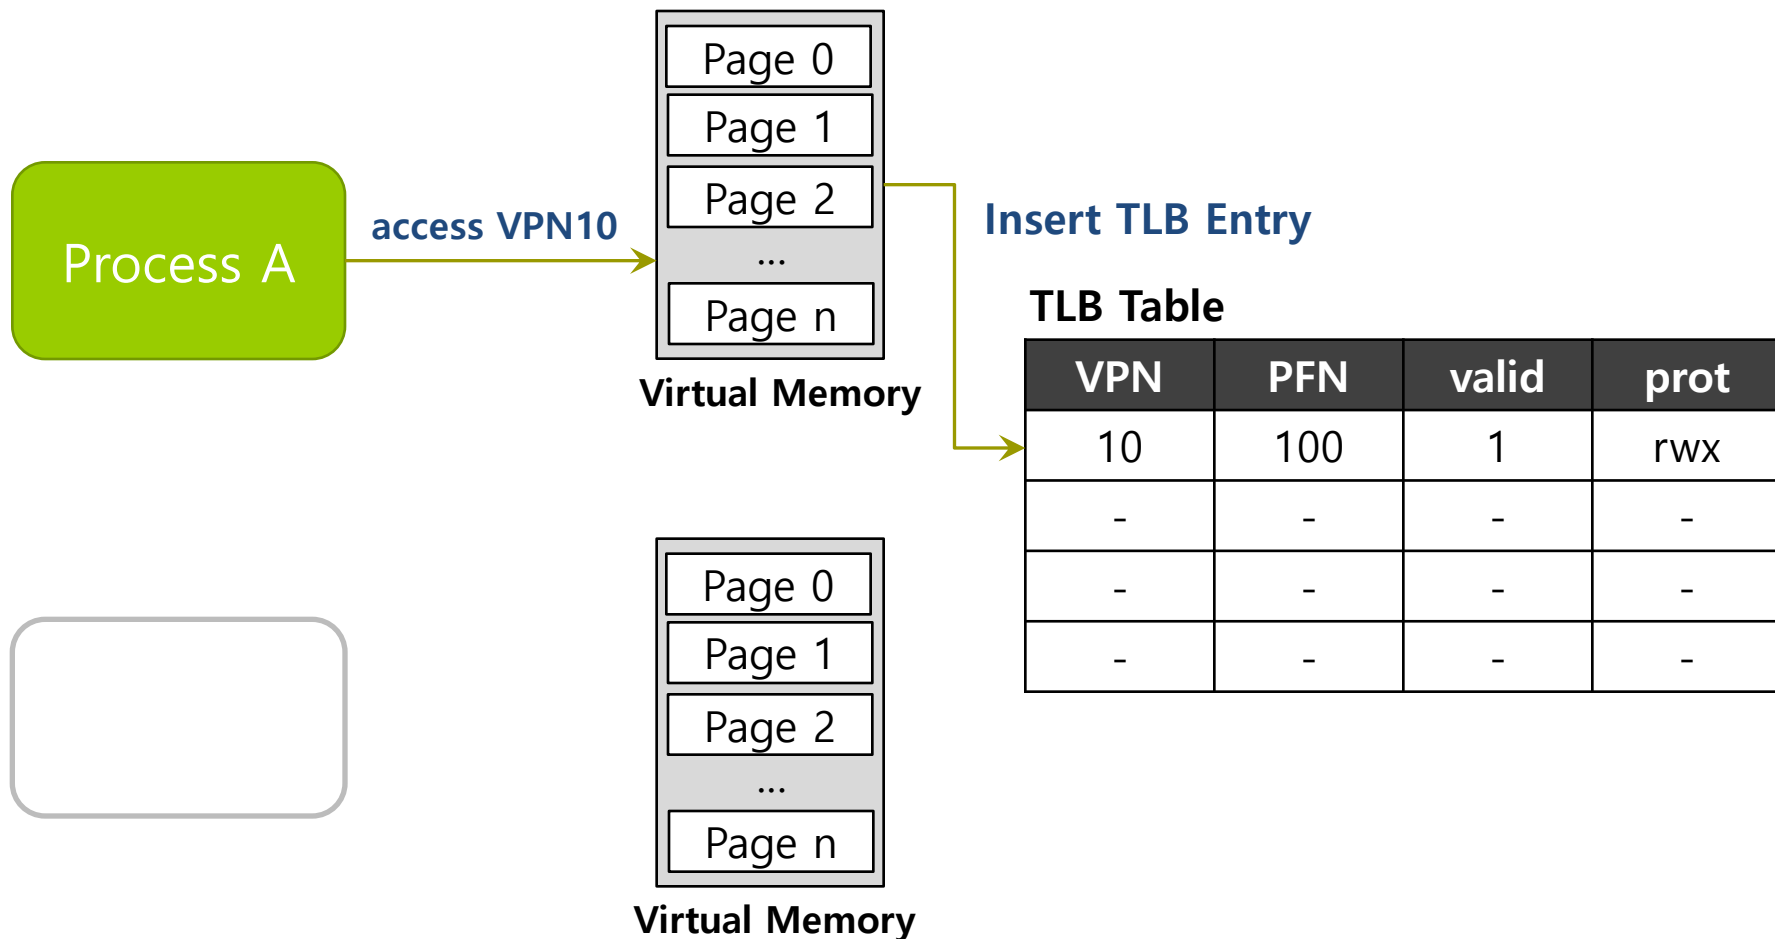 Process A
access VPN10
Page 0
Page 1
Page 2
...
Page n
Virtual Memory
Insert TLB Entry
TLB Table
VPN PFN valid prot
10 100 1 rwx
- - - -
- - - -
- - - -
Page 0
Page 1
Page 2
...
Page n
Virtual Memory